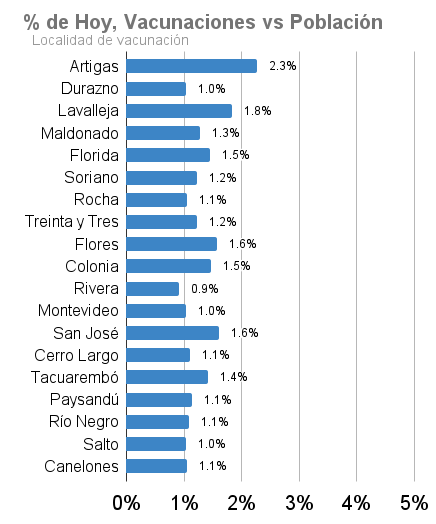 % de Hoy, Vacunaciones vs Población
Localidad de vacunación
Artigas 2.3%
Durazno 1.0%
Lavalleja 1.8%
Maldonado 1.3%
Florida 1.5%
Soriano 1.2%
Rocha 1.1%
Treinta y Tres 1.2%
Flores 1.6%
Colonia 1.5%
Rivera 0.9%
Montevideo 1.0%
San José 1.6%
Cerro Largo 1.1%
Tacuarembó 1.4%
Paysandú 1.1%
Río Negro 1.1%
Salto 1.0%
Canelones 1.1%
0% 1% 2% 3% 4% 5%